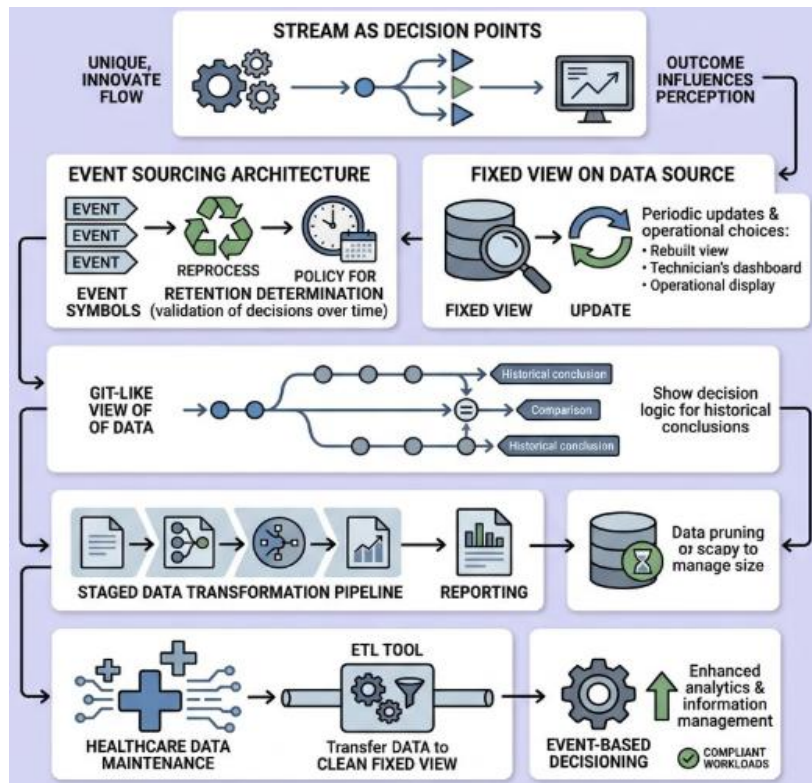 STREAM AS DECISION POINTS
UNIQUE,
INNOVATE
FLOW
OUTCOME
INFLUENCES
PERCEPTION
EVENT SOURCING ARCHITECTURE
EVENT
EVENT
EVENT
EVENT
SYMBOLS
REPROCESS
POLICY FOR
RETENTION DETERMINATION
(validation of decisions over time)
FIXED VIEW ON DATA SOURCE
FIXED VIEW
UPDATE
Periodic updates &
operational choices:
• Rebuilt view
• Technician's dashboard
• Operational display
GIT-LIKE
VIEW OF
OF DATA
Historical conclusion
Comparison
Historical conclusion
Show decision
logic for historical
conclusions
STAGED DATA TRANSFORMATION PIPELINE
REPORTING
Data pruning
or scapy to
manage size
HEALTHCARE DATA
MAINTENANCE
ETL TOOL
Transfer DATA to
CLEAN FIXED VIEW
EVENT-BASED
DECISIONING
Enhanced
analytics &
information
management
COMPLIANT
WORKLOADS